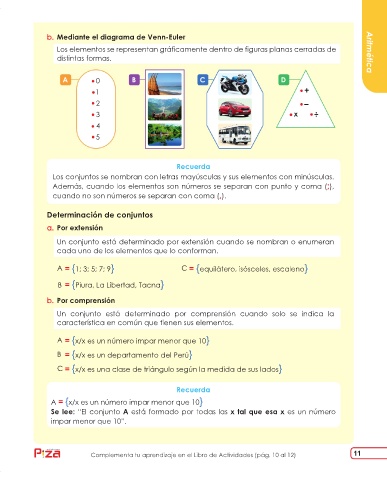 b. Mediante el diagrama de Venn-Euler
Los elementos se representan gráficamente dentro de figuras planas cerradas de
distintas formas.
A
• 0
• 1
• 2
• 3
• 4
• 5
B
C
D
• +
• –
• x • ÷
Aritmética
Recuerda
Los conjuntos se nombran con letras mayúsculas y sus elementos con minúsculas.
Además, cuando los elementos son números se separan con punto y coma (;),
cuando no son números se separan con coma (,).
Determinación de conjuntos
a. Por extensión
Un conjunto está determinado por extensión cuando se nombran o enumeran
cada uno de los elementos que lo conforman.
A = {1; 3; 5; 7; 9} C = {equilátero, isósceles, escaleno}
B = {Piura, La Libertad, Tacna}
b. Por comprensión
Un conjunto está determinado por comprensión cuando solo se indica la
característica en común que tienen sus elementos.
A = {x/x es un número impar menor que 10}
B = {x/x es un departamento del Perú}
C = {x/x es una clase de triángulo según la medida de sus lados}
Recuerda
A = {x/x es un número impar menor que 10}
Se lee: "El conjunto A está formado por todas las x tal que esa x es un número
impar menor que 10".
Complementa tu aprendizaje en el Libro de Actividades (pág. 10 al 12)
11